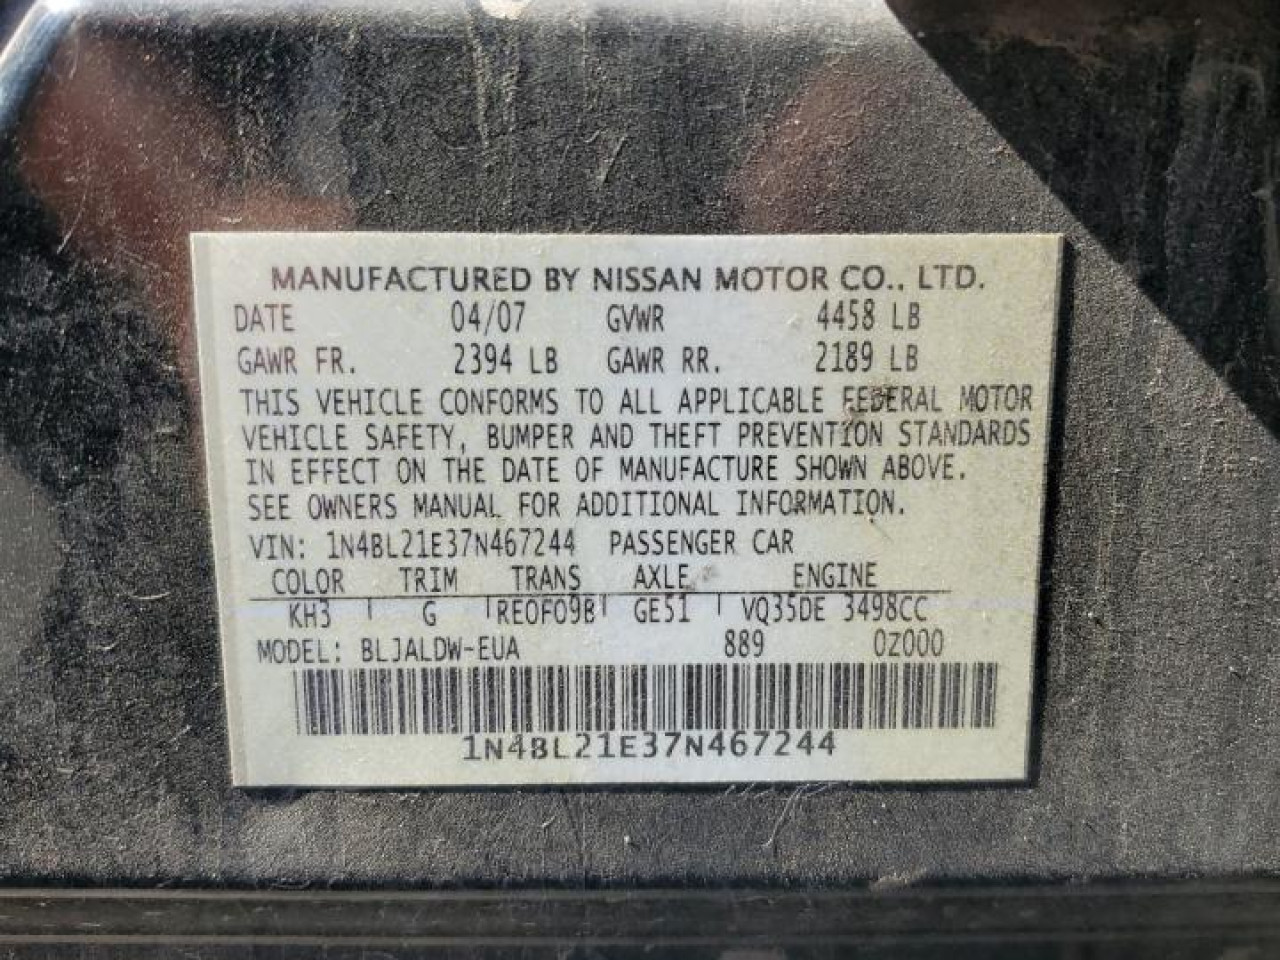 MANUFACTURED BY NISSAN MOTOR CO., LTD.
DATE 04/07 GVWR 4458 LB
GAWR FR. 2394 LB GAWR RR. 2189 LB
THIS VEHICLE CONFORMS TO ALL APPLICABLE FEDERAL MOTOR
VEHICLE SAFETY, BUMPER AND THEFT PREVENTION STANDARDS
IN EFFECT ON THE DATE OF MANUFACTURE SHOWN ABOVE.
SEE OWNERS MANUAL FOR ADDITIONAL INFORMATION.
VIN: 1N4BL21E37N467244 PASSENGER CAR
COLOR TRIM TRANS AXLE ENGINE
KH3 G RE0F09B GE51 VQ35DE 3498CC
MODEL: BLJALDW-EUA 889 0Z000
1N4BL21E37N467244